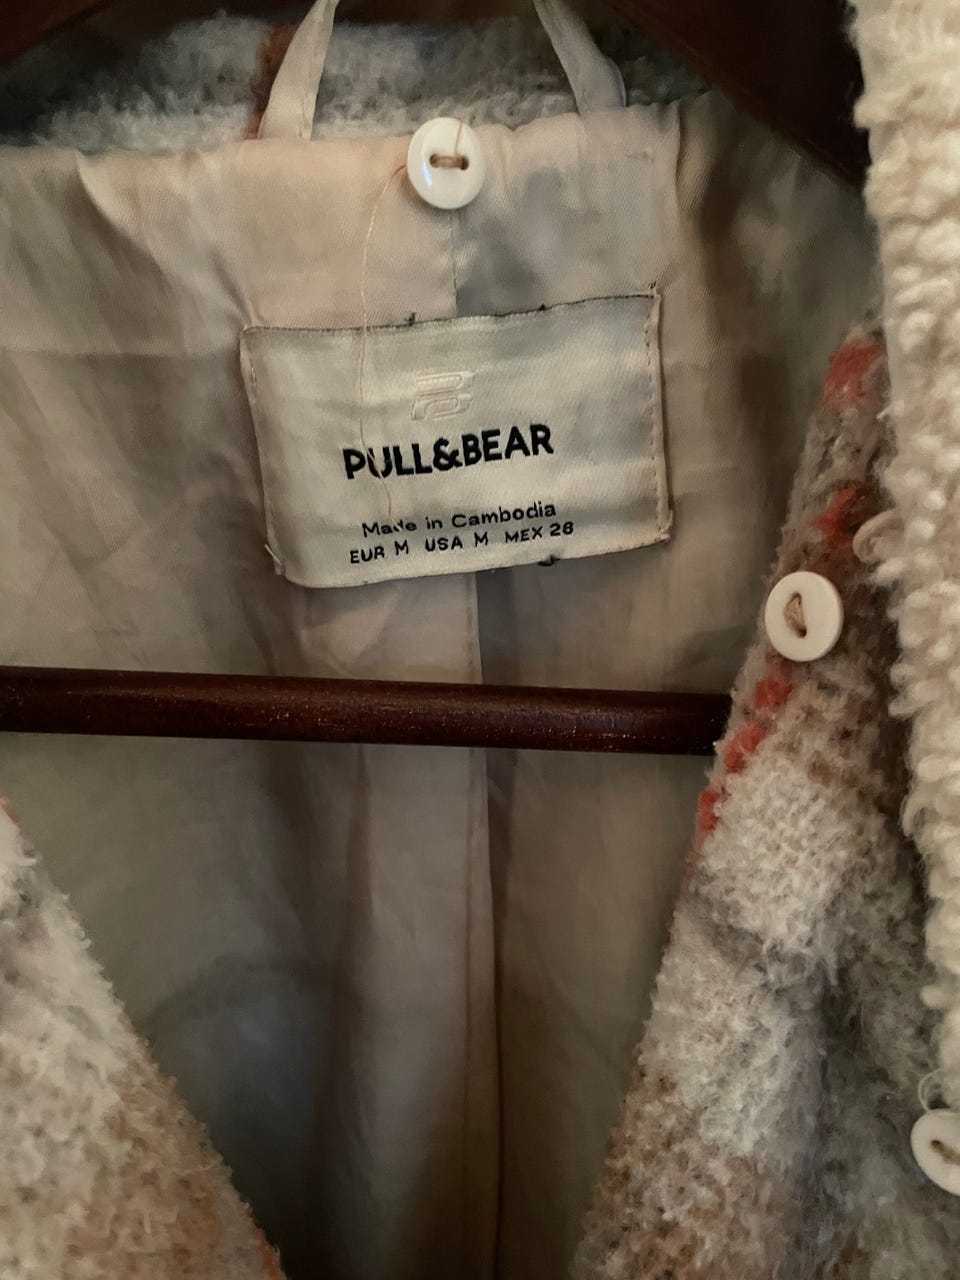 PULL&BEAR
Made in Cambodia
EUR M USA M MEX 28